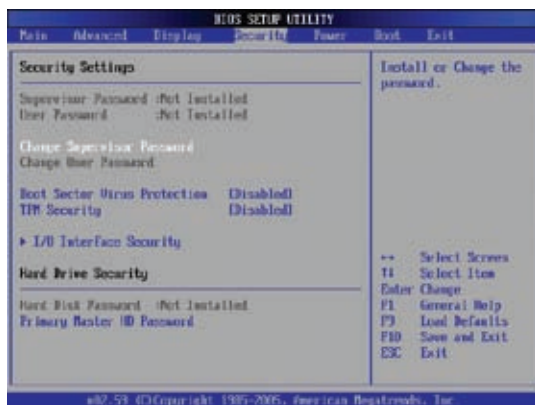 BIOS SETUP UTILITY
Main Advanced Display Security Power Boot Exit
Security Settings
Supervisor Password :Not Installed
User Password :Not Installed
Change Supervisor Password
Change User Password
Boot Sector Virus Protection [Disabled]
TPM Security [Disabled]
I/O Interface Security
Hard Drive Security
Hard Disk Password :Not Installed
Primary Master HD Password
Install or Change the
password.
Select Screen
Select Item
Enter Change
F1 General Help
F9 Load Defaults
F10 Save and Exit
ESC Exit
v02.59 (C)Copyright 1985-2005, American Megatrends, Inc.